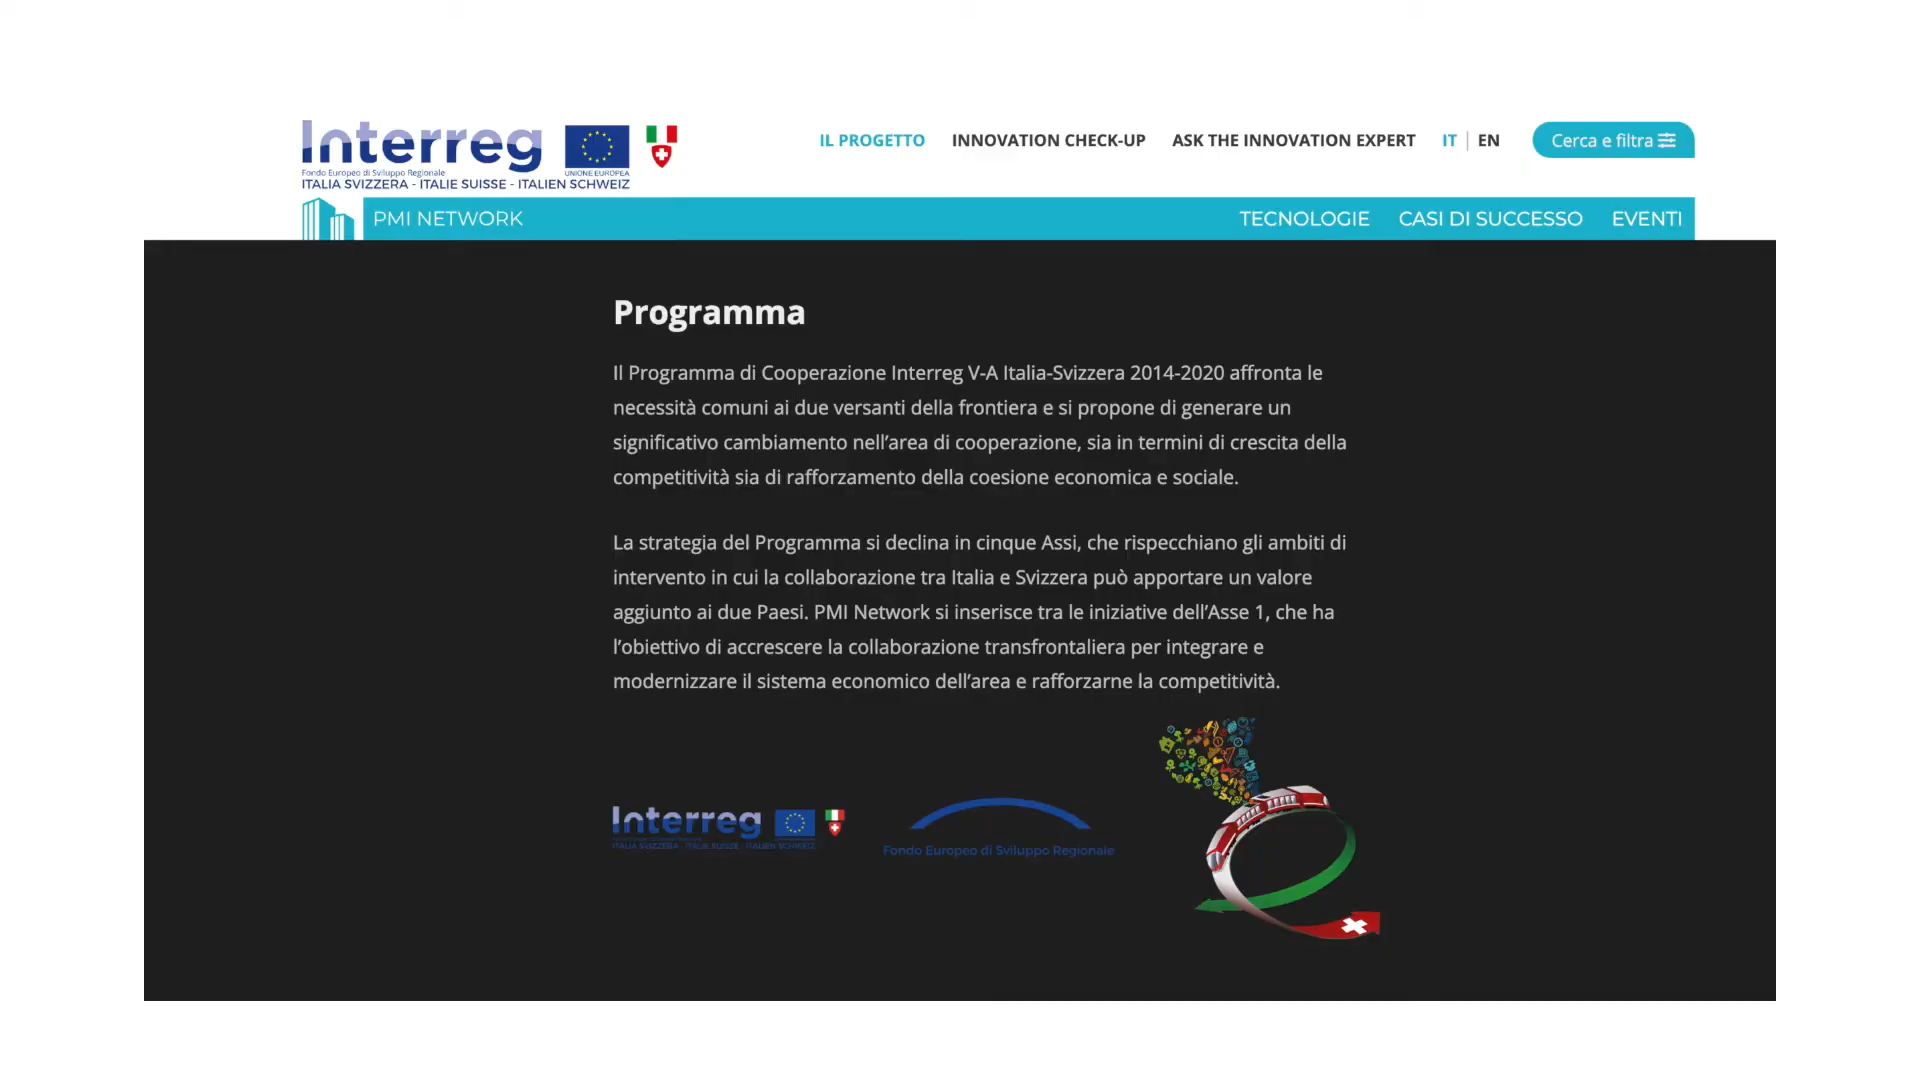 Interreg
Fondo Europeo di Sviluppo Regionale
UNIONE EUROPEA
ITALIA SVIZZERA - ITALIE SUISSE - ITALIEN SCHWEIZ
IL PROGETTO INNOVATION CHECK-UP ASK THE INNOVATION EXPERT IT | EN Cerca e filtra
PMI NETWORK TECNOLOGIE CASI DI SUCCESSO EVENTI
Programma
Il Programma di Cooperazione Interreg V-A Italia-Svizzera 2014-2020 affronta le
necessità comuni ai due versanti della frontiera e si propone di generare un
significativo cambiamento nell’area di cooperazione, sia in termini di crescita della
competitività sia di rafforzamento della coesione economica e sociale.
La strategia del Programma si declina in cinque Assi, che rispecchiano gli ambiti di
intervento in cui la collaborazione tra Italia e Svizzera può apportare un valore
aggiunto ai due Paesi. PMI Network si inserisce tra le iniziative dell’Asse 1, che ha
l’obiettivo di accrescere la collaborazione transfrontaliera per integrare e
modernizzare il sistema economico dell’area e rafforzarne la competitività.
Interreg
ITALIA SVIZZERA - ITALIE SUISSE - ITALIEN SCHWEIZ
Fondo Europeo di Sviluppo Regionale